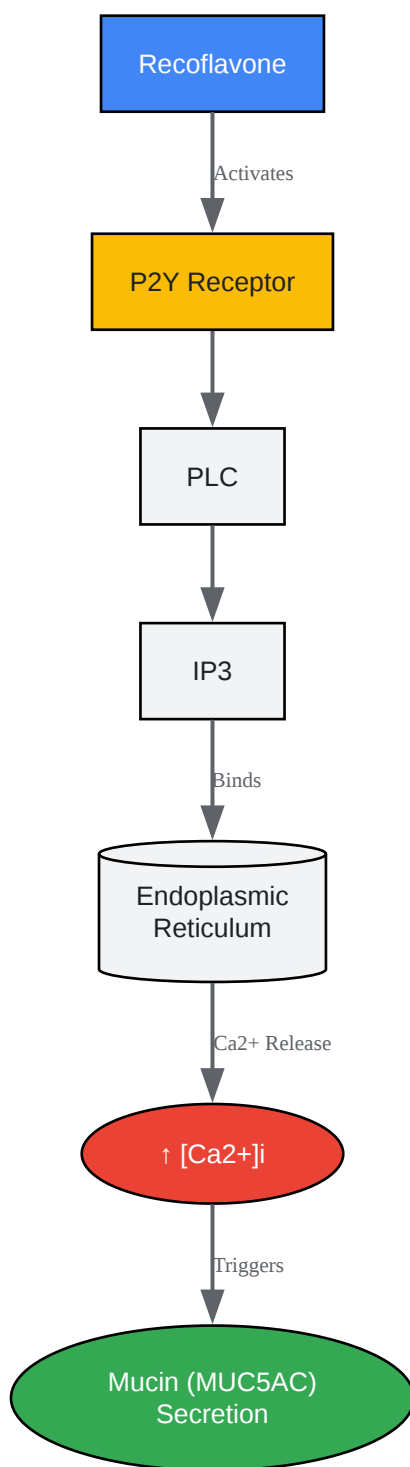 Recoflavone
Activates
P2Y Receptor
PLC
IP3
Binds
Endoplasmic
Reticulum
Ca2+ Release
↑ [Ca2+]i
Triggers
Mucin (MUC5AC)
Secretion